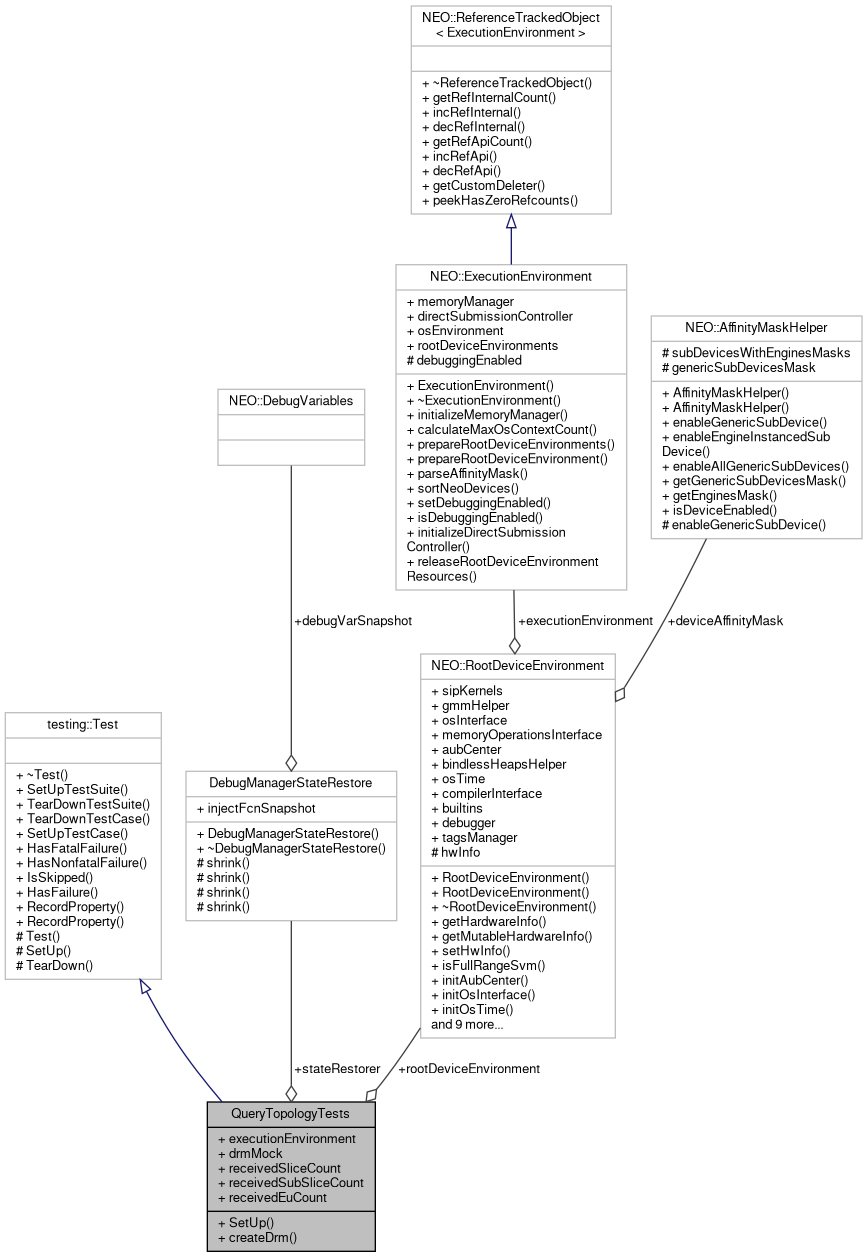 NEO::ReferenceTrackedObject
< ExecutionEnvironment >
+ ~ReferenceTrackedObject()
+ getRefInternalCount()
+ incRefInternal()
+ decRefInternal()
+ getRefApiCount()
+ incRefApi()
+ decRefApi()
+ getCustomDeleter()
+ peekHasZeroRefcounts()
NEO::ExecutionEnvironment
+ memoryManager
+ directSubmissionController
+ osEnvironment
+ rootDeviceEnvironments
# debuggingEnabled
+ ExecutionEnvironment()
+ ~ExecutionEnvironment()
+ initializeMemoryManager()
+ calculateMaxOsContextCount()
+ prepareRootDeviceEnvironments()
+ prepareRootDeviceEnvironment()
+ parseAffinityMask()
+ sortNeoDevices()
+ setDebuggingEnabled()
+ isDebuggingEnabled()
+ initializeDirectSubmission
Controller()
+ releaseRootDeviceEnvironment
Resources()
NEO::AffinityMaskHelper
# subDevicesWithEnginesMasks
# genericSubDevicesMask
+ AffinityMaskHelper()
+ AffinityMaskHelper()
+ enableGenericSubDevice()
+ enableEngineInstancedSub
Device()
+ enableAllGenericSubDevices()
+ getGenericSubDevicesMask()
+ getEnginesMask()
+ isDeviceEnabled()
# enableGenericSubDevice()
NEO::DebugVariables
+debugVarSnapshot
+executionEnvironment
+deviceAffinityMask
NEO::RootDeviceEnvironment
+ sipKernels
+ gmmHelper
+ osInterface
+ memoryOperationsInterface
+ aubCenter
+ bindlessHeapsHelper
+ osTime
+ compilerInterface
+ builtins
+ debugger
+ tagsManager
# hwInfo
+ RootDeviceEnvironment()
+ RootDeviceEnvironment()
+ ~RootDeviceEnvironment()
+ getHardwareInfo()
+ getMutableHardwareInfo()
+ setHwInfo()
+ isFullRangeSvm()
+ initAubCenter()
+ initOsInterface()
+ initOsTime()
and 9 more...
testing::Test
+ ~Test()
+ SetUpTestSuite()
+ TearDownTestSuite()
+ TearDownTestCase()
+ SetUpTestCase()
+ HasFatalFailure()
+ HasNonfatalFailure()
+ IsSkipped()
+ HasFailure()
+ RecordProperty()
+ RecordProperty()
# Test()
# SetUp()
# TearDown()
DebugManagerStateRestore
+ injectFcnSnapshot
+ DebugManagerStateRestore()
+ ~DebugManagerStateRestore()
# shrink()
# shrink()
# shrink()
# shrink()
+stateRestorer
+rootDeviceEnvironment
QueryTopologyTests
+ executionEnvironment
+ drmMock
+ receivedSliceCount
+ receivedSubSliceCount
+ receivedEuCount
+ SetUp()
+ createDrm()